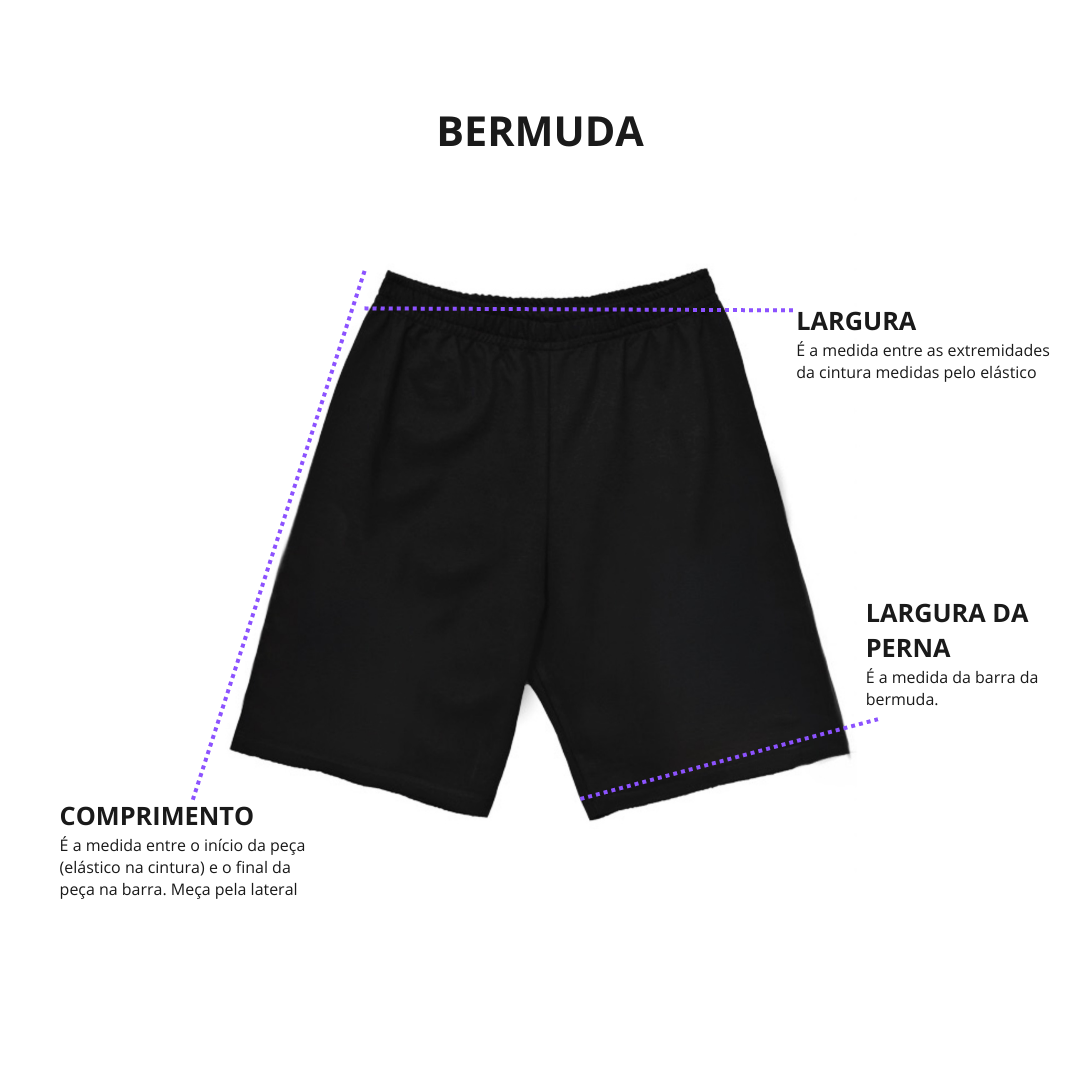 BERMUDA
LARGURA
É a medida entre as extremidades
da cintura medidas pelo elástico
LARGURA DA
PERNA
É a medida da barra da
bermuda.
COMPRIMENTO
É a medida entre o início da peça
(elástico na cintura) e o final da
peça na barra. Meça pela lateral